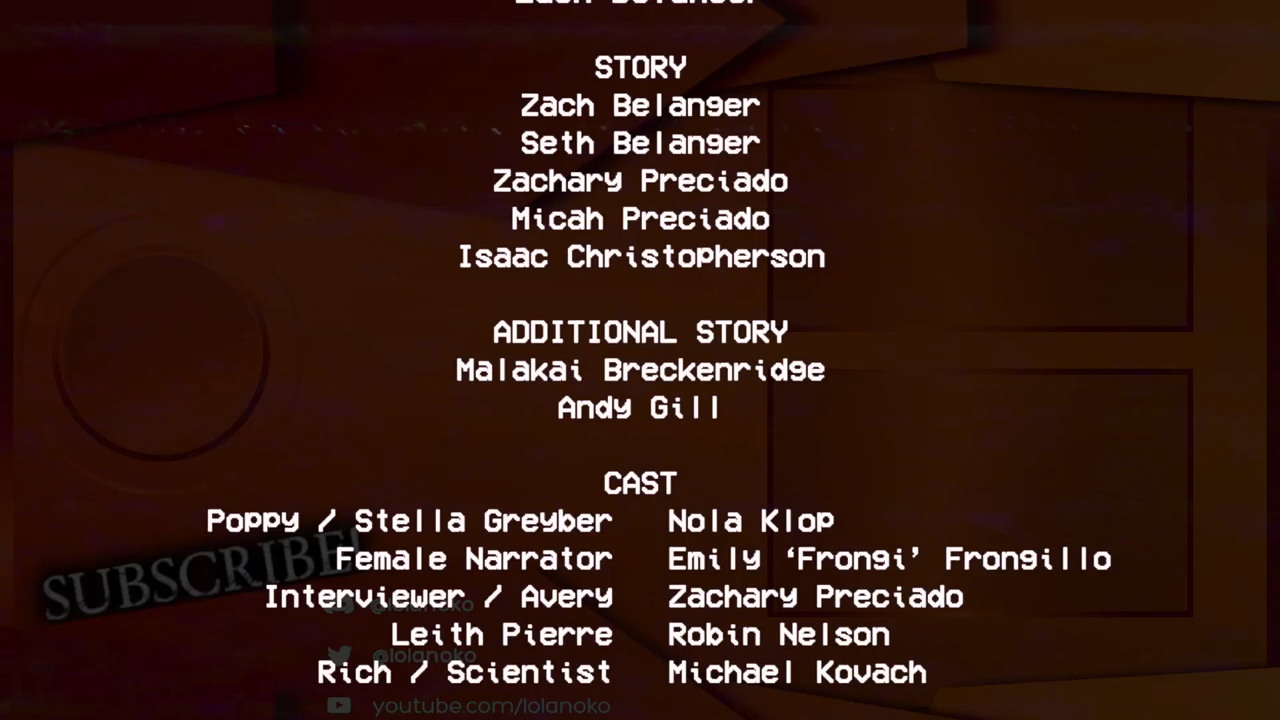 STORY
Zach Belanger
Seth Belanger
Zachary Preciado
Micah Preciado
Isaac Christopherson
ADDITIONAL STORY
Malakai Breckenridge
Andy Gill
CAST
Poppy / Stella Greyber Nola Klop
Female Narrator Emily ‘Frongi’ Frongillo
Interviewer / Avery Zachary Preciado
Leith Pierre Robin Nelson
Rich / Scientist Michael Kovach
SUBSCRIBE!
@lolanoko
@lolanoko
youtube.com/lolanoko